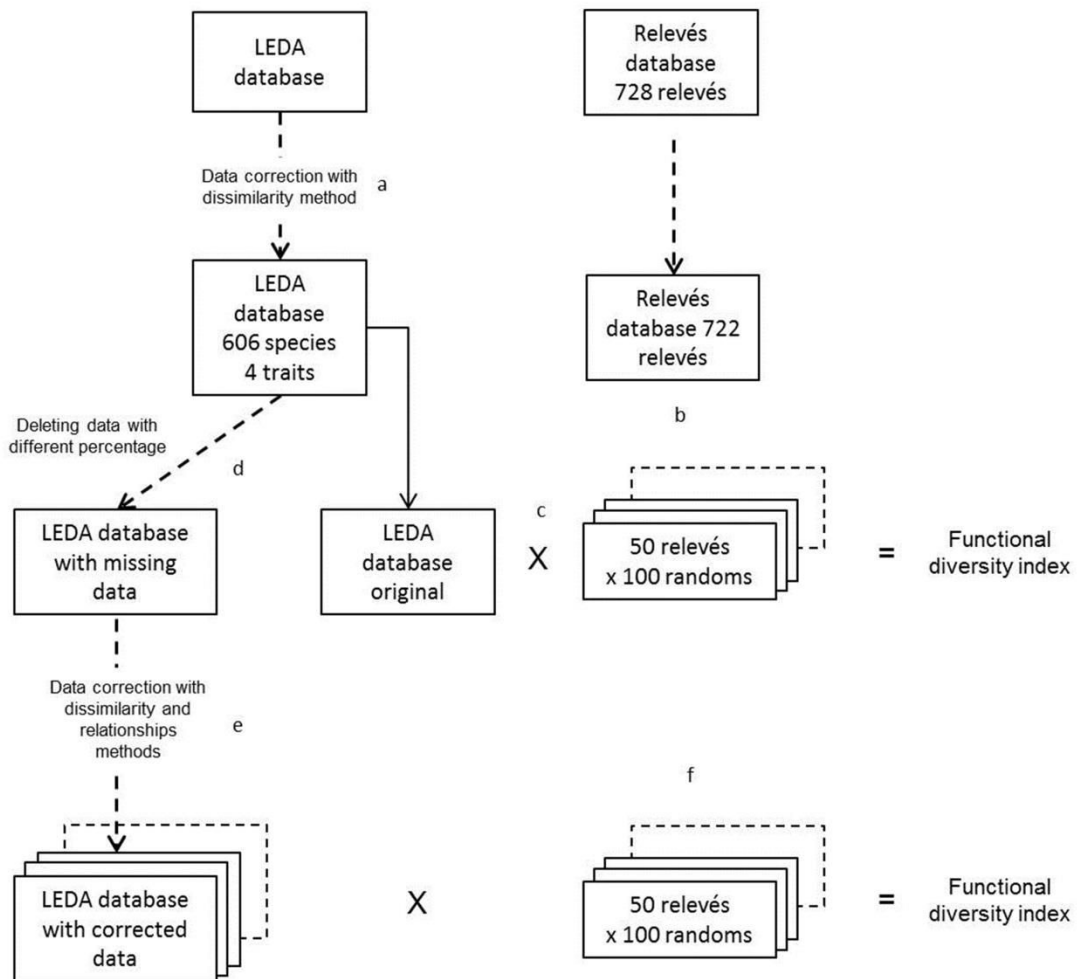 LEDA
database
Relevés
database
728 relevés
Data correction with
dissimilarity method
a
LEDA
database
606 species
4 traits
Relevés
database 722
relevés
Deleting data with
different percentage
d
b
LEDA database
with missing
data
LEDA
database
original
c
X
50 relevés
x 100 randoms
=
Functional
diversity index
Data correction with
dissimilarity and
relationships
methods
e
f
LEDA database
with corrected
data
X
50 relevés
x 100 randoms
=
Functional
diversity index